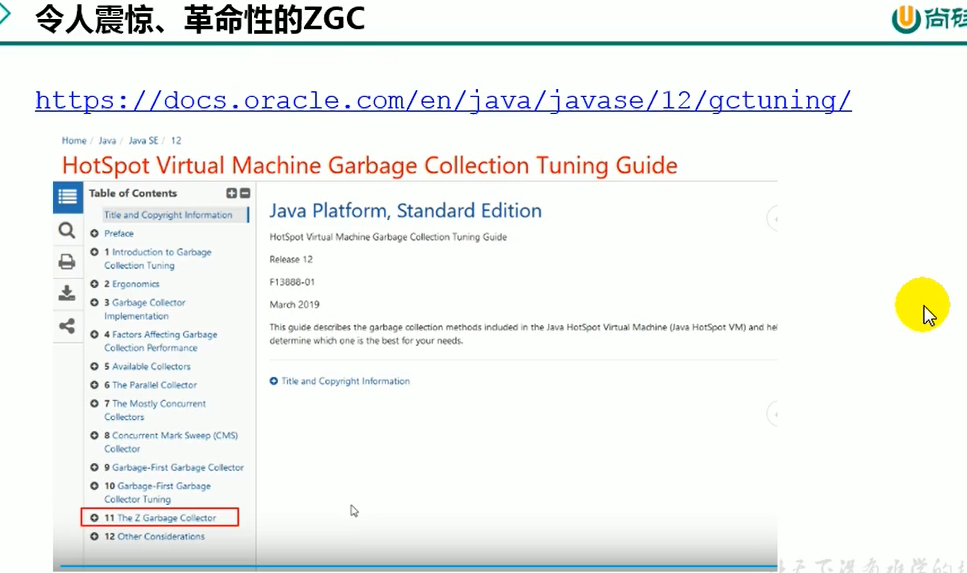 令人震惊、革命性的ZGC
尚硅
https://docs.oracle.com/en/java/javase/12/gctuning/
Home / Java / Java SE / 12
HotSpot Virtual Machine Garbage Collection Tuning Guide
Table of Contents
Title and Copyright Information
Preface
1 Introduction to Garbage
Collection Tuning
2 Ergonomics
3 Garbage Collector
Implementation
4 Factors Affecting Garbage
Collection Performance
5 Available Collectors
6 The Parallel Collector
7 The Mostly Concurrent
Collectors
8 Concurrent Mark Sweep (CMS)
Collector
9 Garbage-First Garbage Collector
10 Garbage-First Garbage
Collector Tuning
11 The Z Garbage Collector
12 Other Considerations
Java Platform, Standard Edition
HotSpot Virtual Machine Garbage Collection Tuning Guide
Release 12
F13888-01
March 2019
This guide describes the garbage collection methods included in the Java HotSpot Virtual Machine (Java HotSpot VM) and
determine which one is the best for your needs.
Title and Copyright Information
天下没有难学的